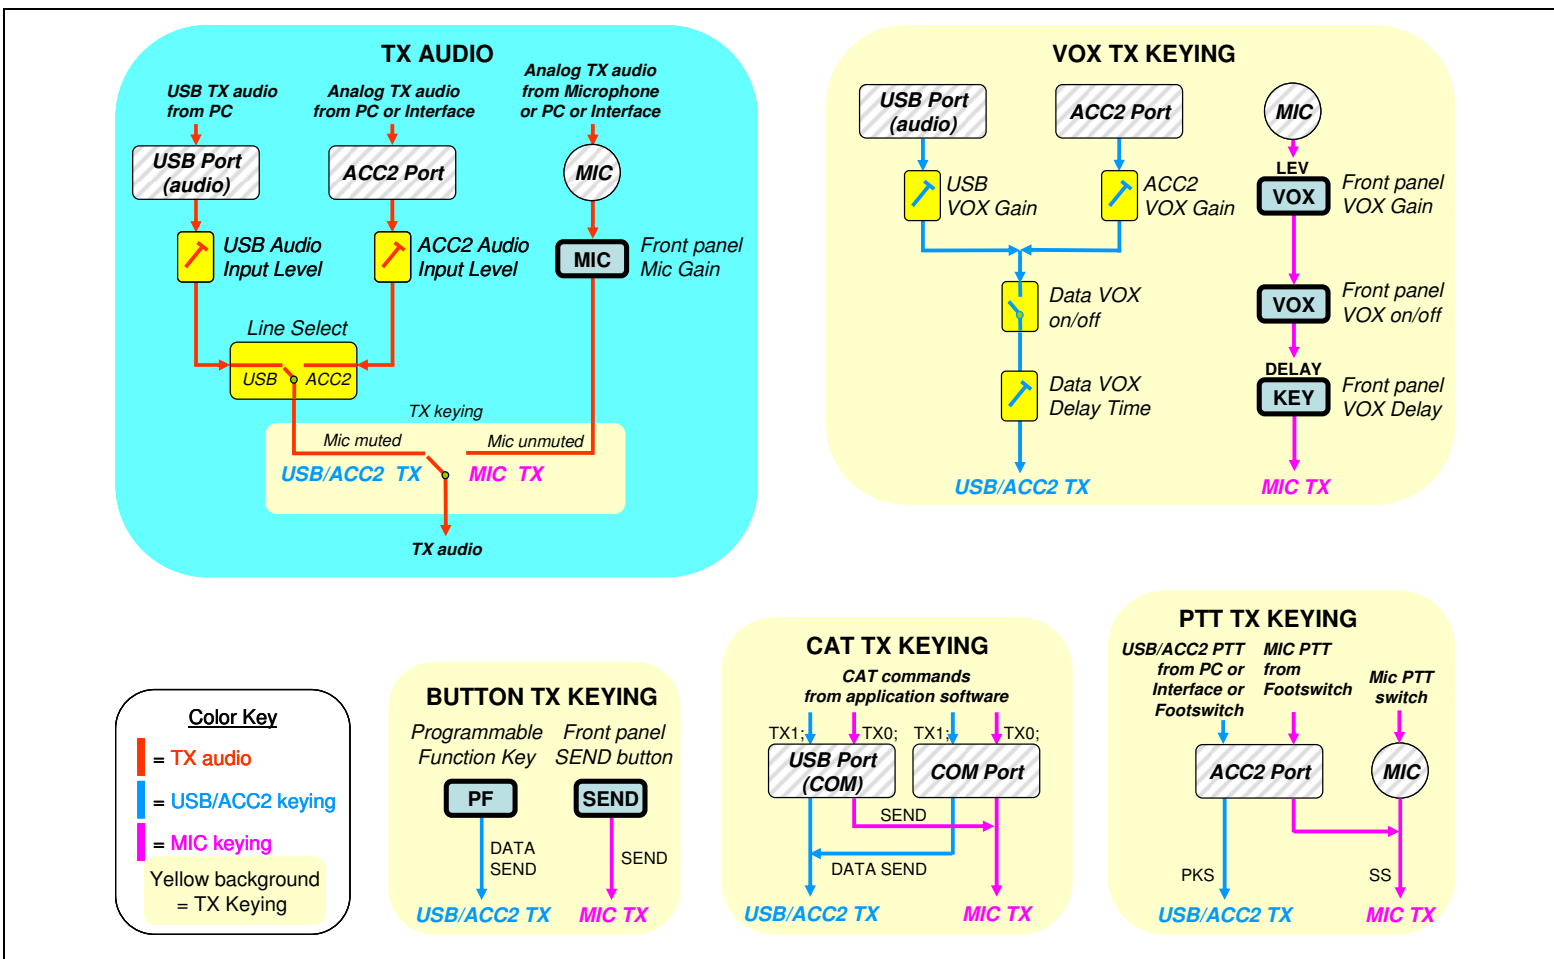 TX AUDIO
USB TX audio
from PC
Analog TX audio
from PC or Interface
Analog TX audio
from Microphone
or PC or Interface
USB Port
(audio)
ACC2 Port
MIC
USB Audio
Input Level
ACC2 Audio
Input Level
MIC
Front panel
Mic Gain
Line Select
USB
ACC2
TX keying
Mic muted
Mic unmuted
USB/ACC2 TX
MIC TX
TX audio
VOX TX KEYING
USB Port
(audio)
ACC2 Port
MIC
USB
VOX Gain
ACC2
VOX Gain
LEV
VOX
Front panel
VOX Gain
Data VOX
on/off
VOX
Front panel
VOX on/off
Data VOX
Delay Time
DELAY
KEY
Front panel
VOX Delay
USB/ACC2 TX
MIC TX
Color Key
= TX audio
= USB/ACC2 keying
= MIC keying
Yellow background
= TX Keying
BUTTON TX KEYING
Programmable
Function Key
Front panel
SEND button
PF
SEND
DATA
SEND
SEND
USB/ACC2 TX
MIC TX
CAT TX KEYING
CAT commands
from application software
TX1;
TX0;
TX1;
TX0;
USB Port
(COM)
COM Port
SEND
DATA SEND
USB/ACC2 TX
MIC TX
PTT TX KEYING
USB/ACC2 PTT
from PC or
Interface or
Footswitch
MIC PTT
from
Footswitch
Mic PTT
switch
ACC2 Port
MIC
PKS
SS
USB/ACC2 TX
MIC TX